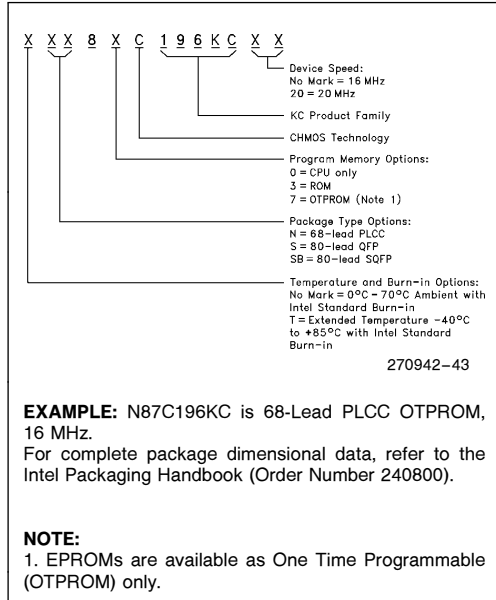 X XX 8 X C 196KC XX
Device Speed:
No Mark = 16 MHz
20 = 20 MHz
KC Product Family
CHMOS Technology
Program Memory Options:
0 = CPU only
3 = ROM
7 = OTPROM (Note 1)
Package Type Options:
N = 68-lead PLCC
S = 80-lead QFP
SB = 80-lead SQFP
Temperature and Burn-in Options:
No Mark = 0°C - 70°C Ambient with
Intel Standard Burn-in
T = Extended Temperature -40°C
to +85°C with Intel Standard
Burn-in
270942-43
EXAMPLE: N87C196KC is 68-Lead PLCC OTPROM,
16 MHz.
For complete package dimensional data, refer to the
Intel Packaging Handbook (Order Number 240800).
NOTE:
1. EPROMs are available as One Time Programmable
(OTPROM) only.